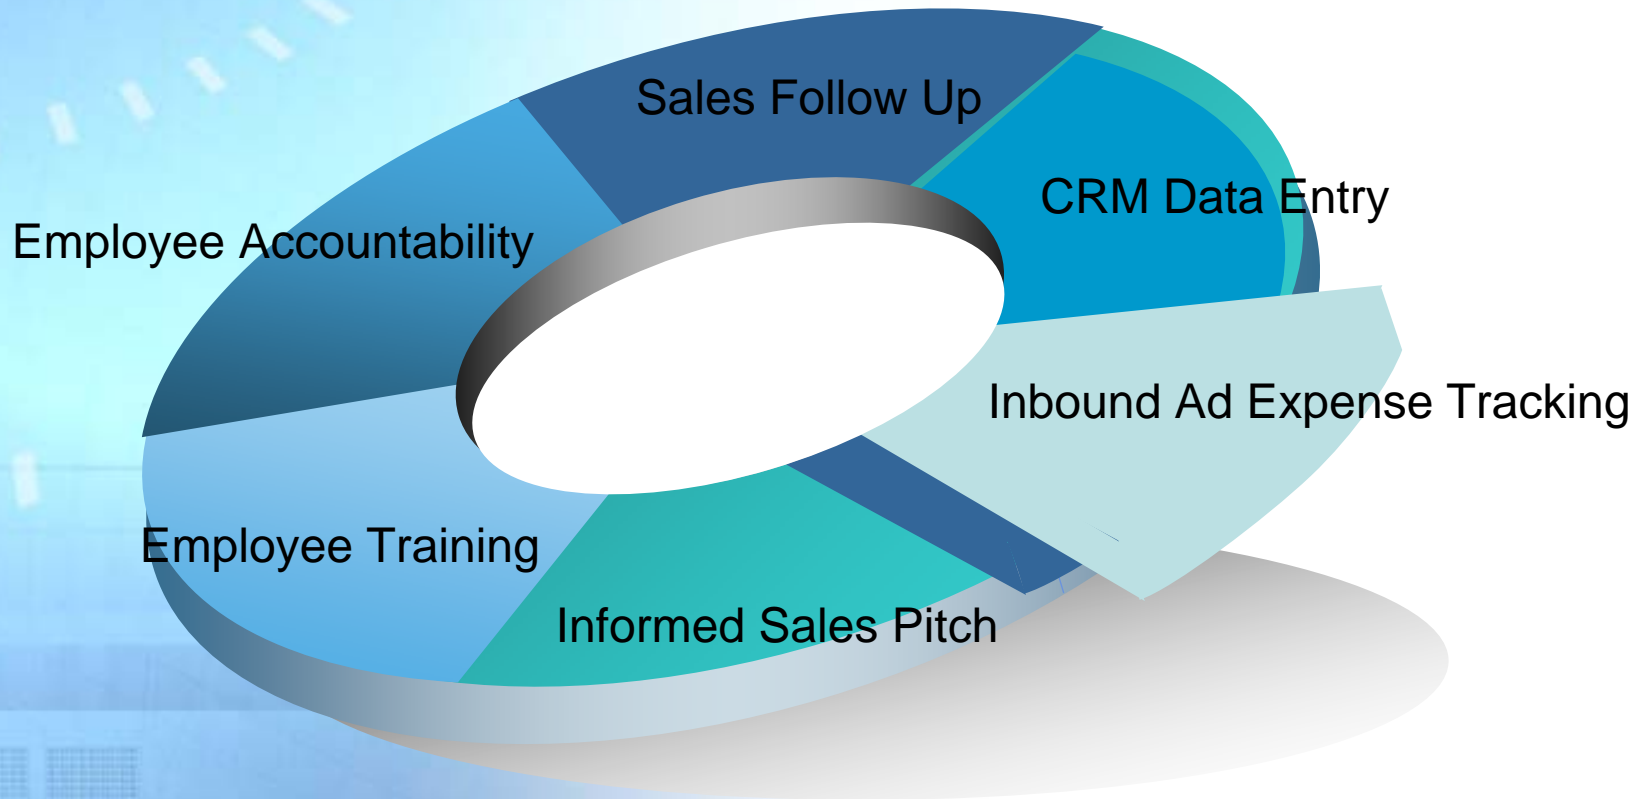 Sales Follow Up
CRM Data Entry
Employee Accountability
Inbound Ad Expense Tracking
Employee Training
Informed Sales Pitch